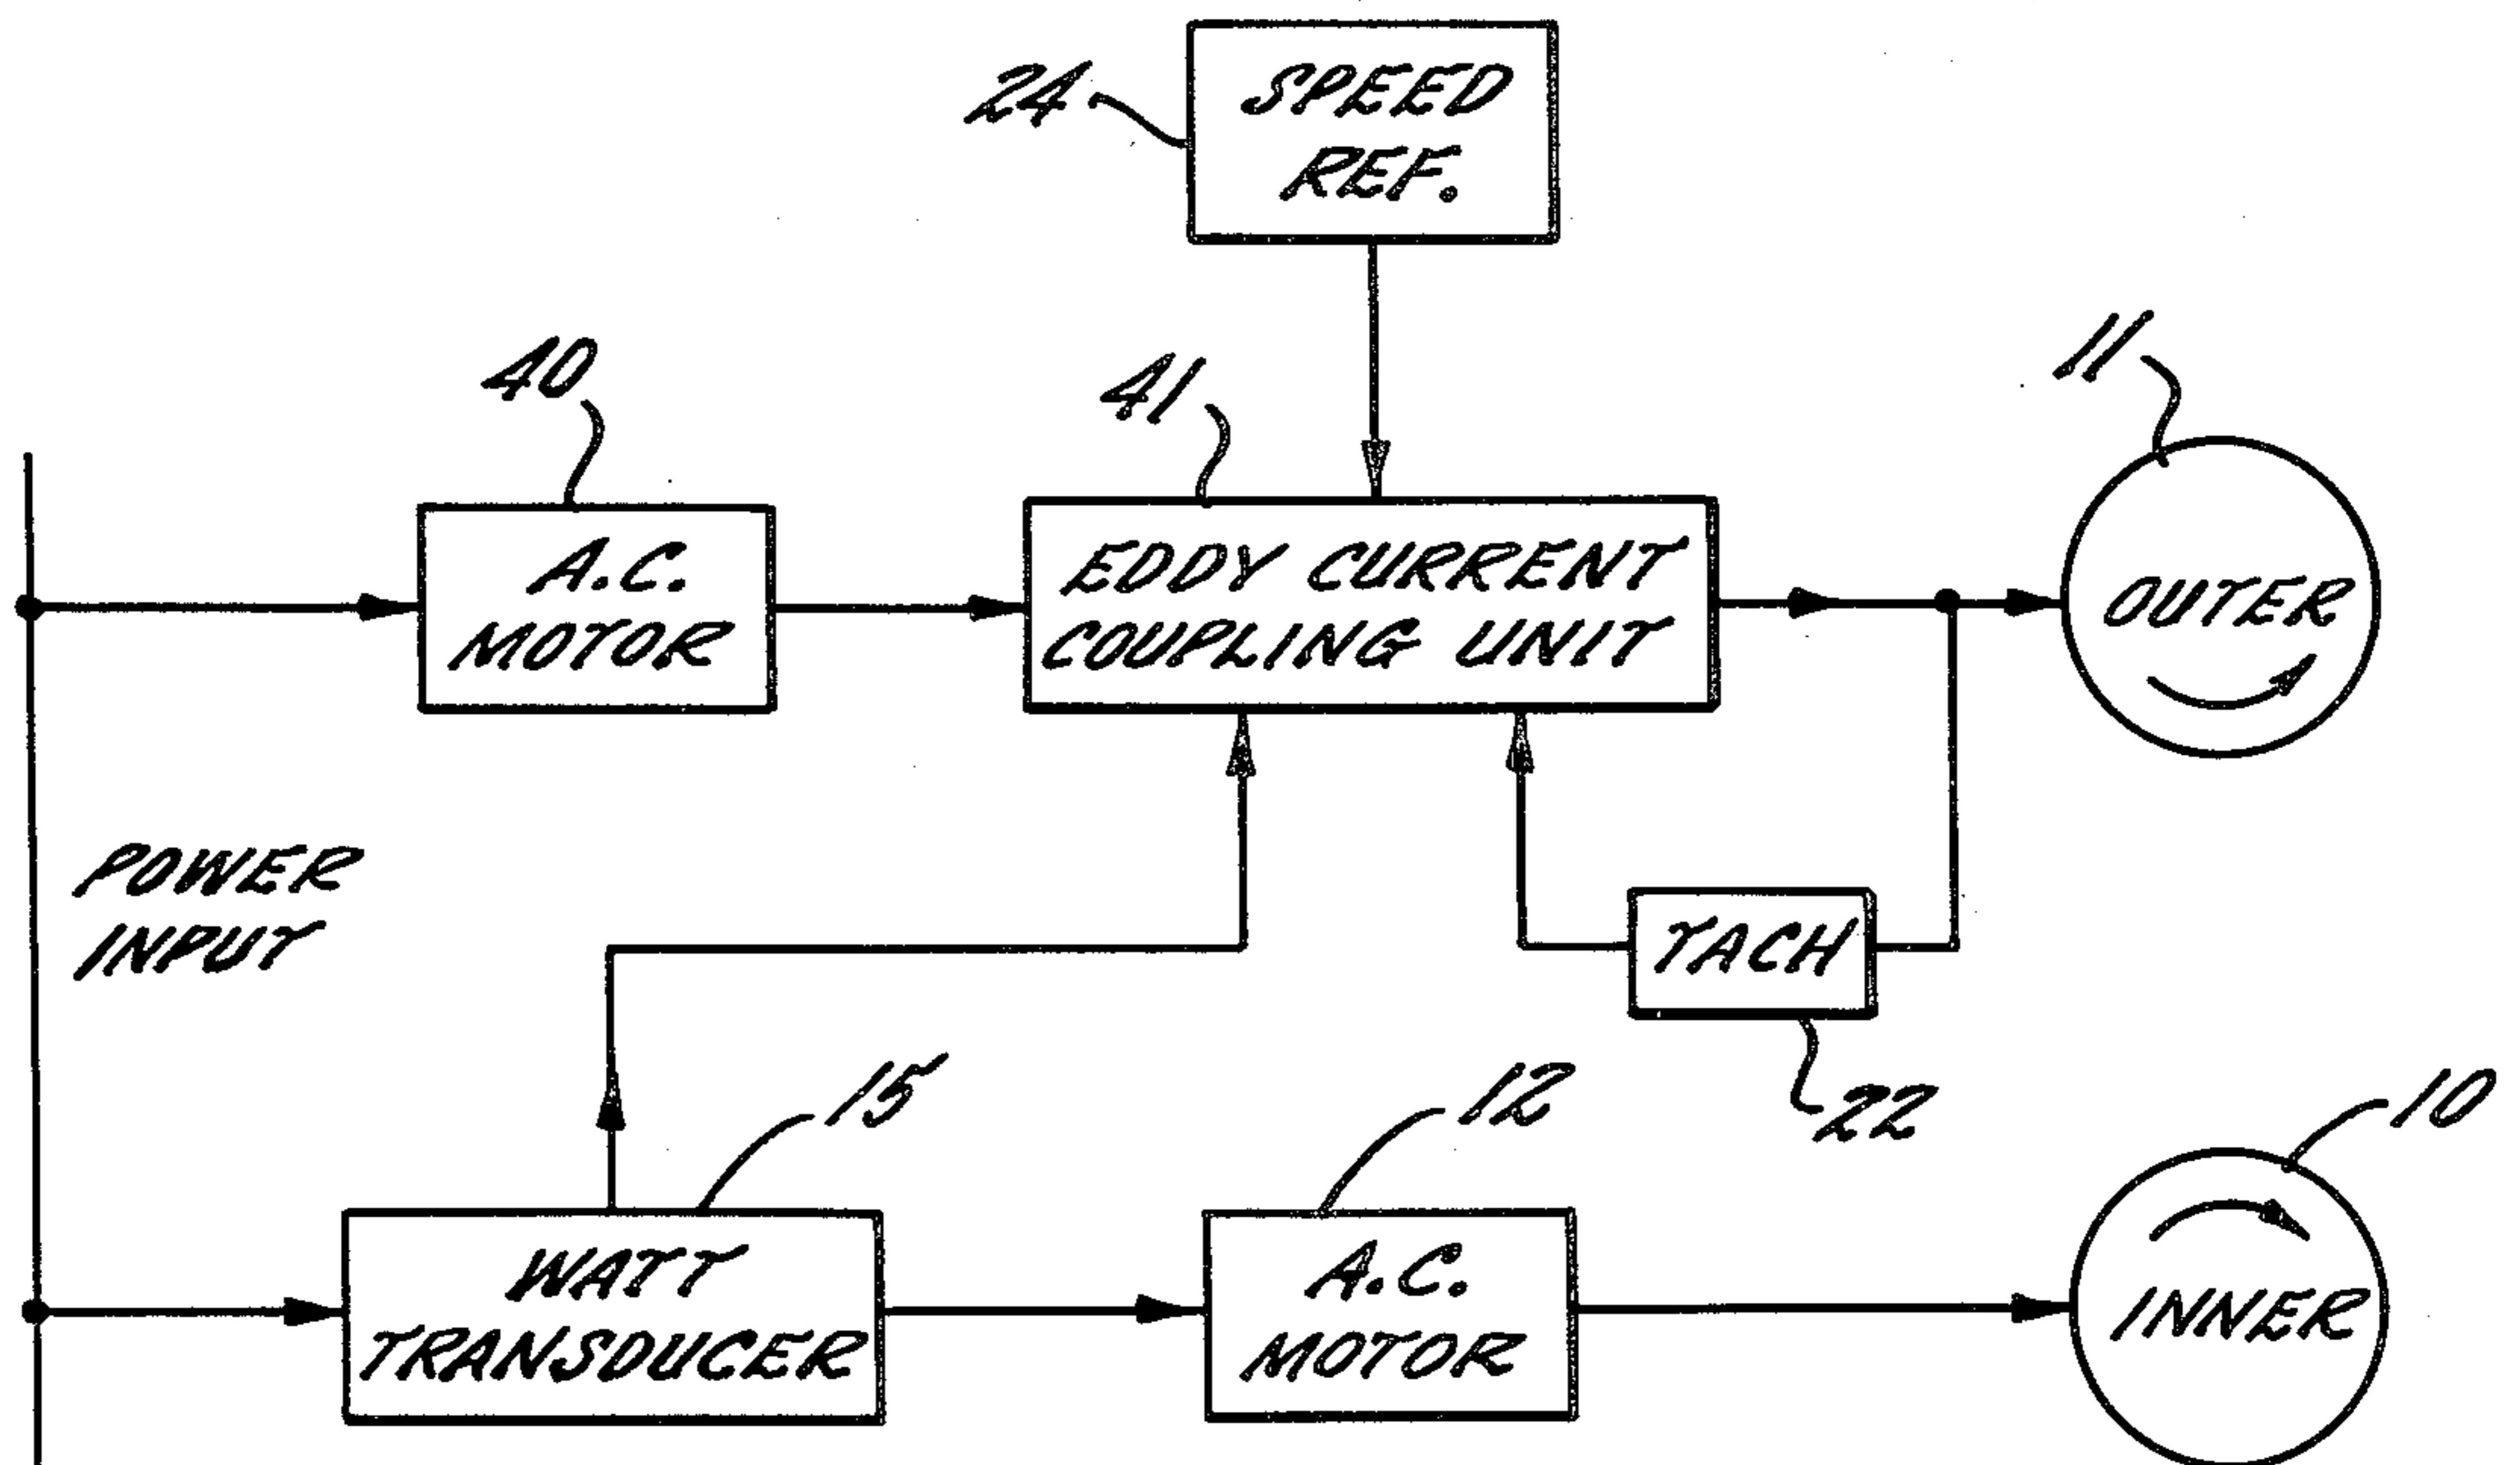 24
SPEED
REF.
40
41
11
A.C.
MOTOR
EDDY CURRENT
COUPLING UNIT
OUTER
POWER
INPUT
TACH
15
12
22
10
WATT
TRANSDUCER
A.C.
MOTOR
INNER